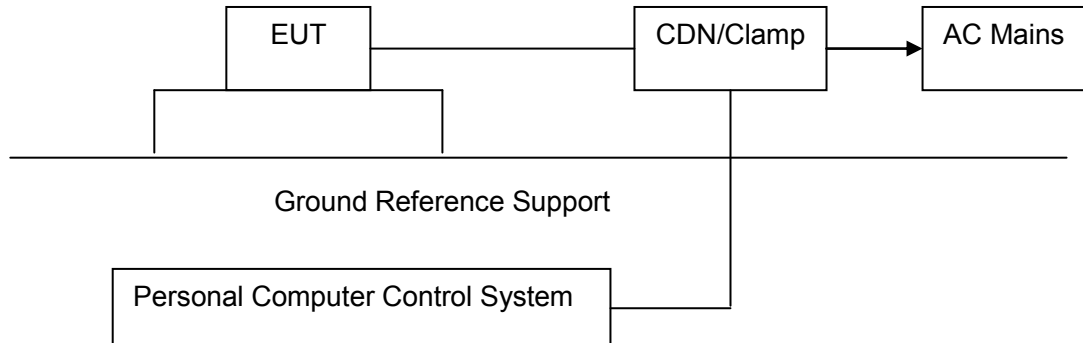 EUT
CDN/Clamp
AC Mains
Ground Reference Support
Personal Computer Control System